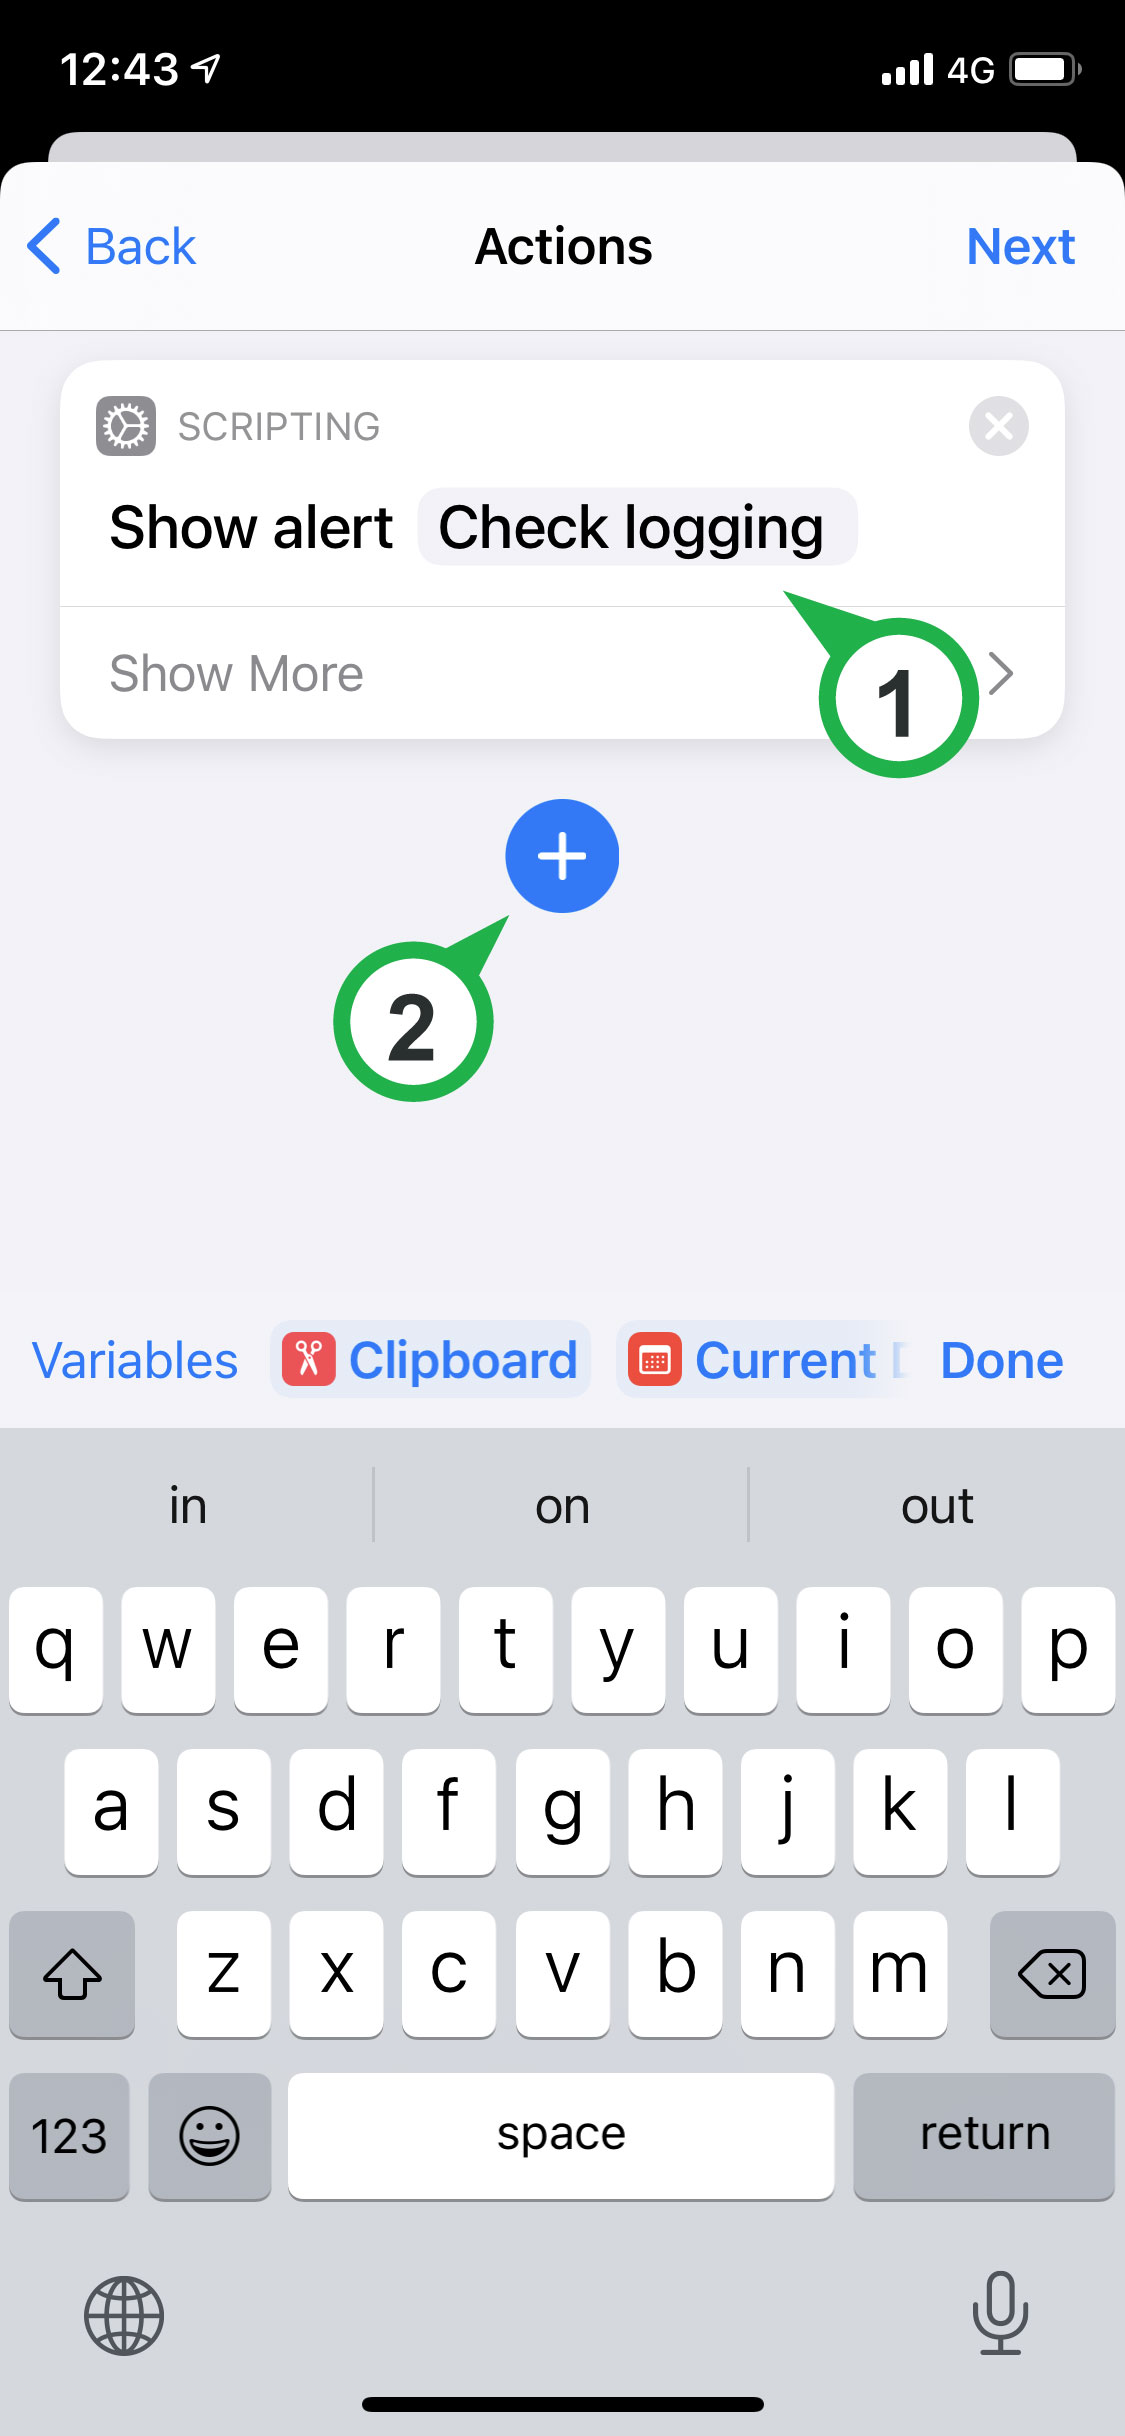 12:43 4G
Back Actions Next
SCRIPTING
Show alert Check logging
Show More
1
2
Variables Clipboard Current Done
in on out
q w e r t y u i o p
a s d f g h j k l
z x c v b n m
123 space return